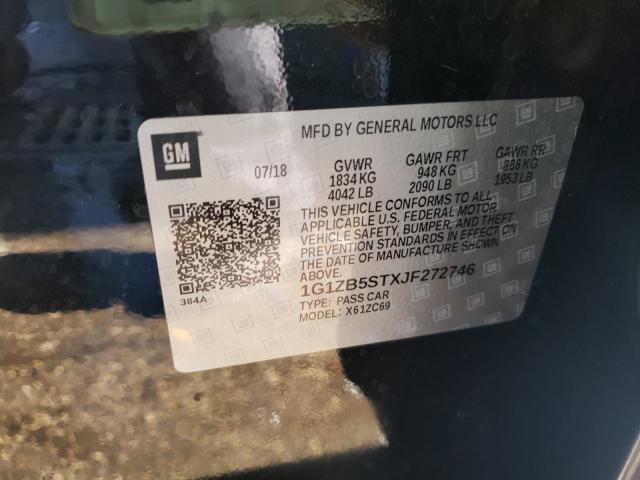 GM
MFD BY GENERAL MOTORS LLC
07/18
GVWR
1834 KG
4042 LB
GAWR FRT
948 KG
2090 LB
GAWR RR
886 KG
1953 LB
THIS VEHICLE CONFORMS TO ALL
APPLICABLE U.S. FEDERAL MOTOR
VEHICLE SAFETY, BUMPER, AND THEFT
PREVENTION STANDARDS IN EFFECT ON
THE DATE OF MANUFACTURE SHOWN
ABOVE.
384A
1G1ZB5STXJF272746
TYPE: PASS CAR
MODEL: X61ZC69